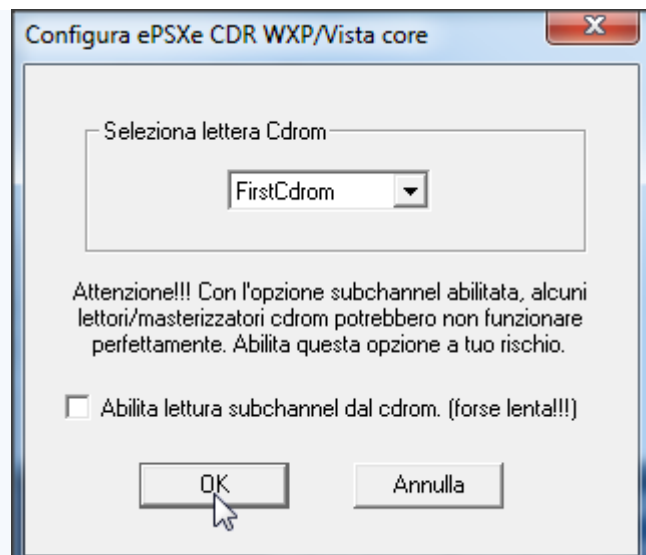 Configura ePSXe CDR WXP/Vista core
Seleziona lettera Cdrom
FirstCdrom
Attenzione!!! Con l'opzione subchannel abilitata, alcuni
lettori/masterizzatori cdrom potrebbero non funzionare
perfettamente. Abilita questa opzione a tuo rischio.
Abilita lettura subchannel dal cdrom. (forse lenta!!!)
OK
Annulla